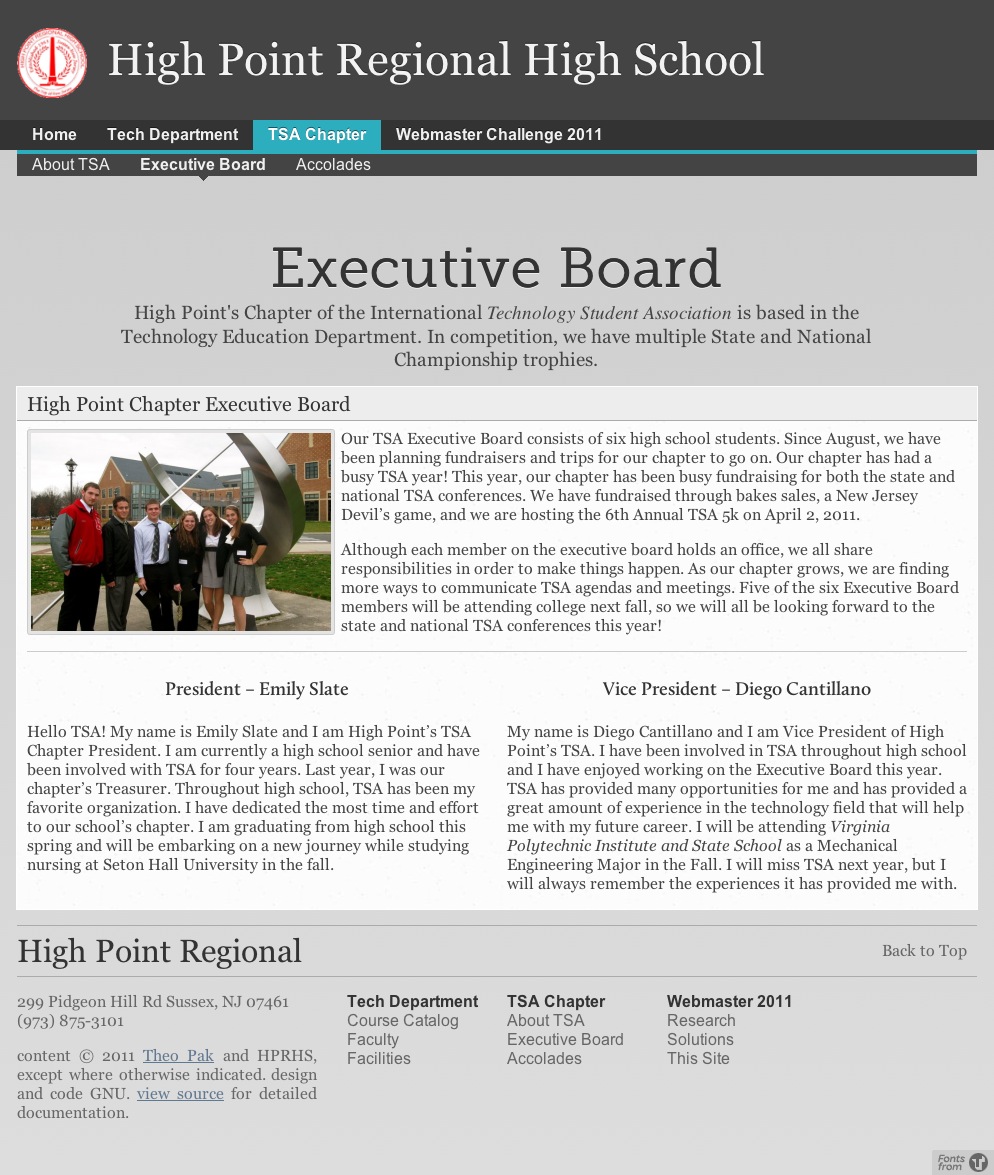 High Point Regional High School
Home Tech Department TSA Chapter Webmaster Challenge 2011
About TSA Executive Board Accolades
Executive Board
High Point's Chapter of the International Technology Student Association is based in the
Technology Education Department. In competition, we have multiple State and National
Championship trophies.
High Point Chapter Executive Board
Our TSA Executive Board consists of six high school students. Since August, we have
been planning fundraisers and trips for our chapter to go on. Our chapter has had a
busy TSA year! This year, our chapter has been busy fundraising for both the state and
national TSA conferences. We have fundraised through bakes sales, a New Jersey
Devil’s game, and we are hosting the 6th Annual TSA 5k on April 2, 2011.
Although each member on the executive board holds an office, we all share
responsibilities in order to make things happen. As our chapter grows, we are finding
more ways to communicate TSA agendas and meetings. Five of the six Executive Board
members will be attending college next fall, so we will all be looking forward to the
state and national TSA conferences this year!
President – Emily Slate
Hello TSA! My name is Emily Slate and I am High Point’s TSA
Chapter President. I am currently a high school senior and have
been involved with TSA for four years. Last year, I was our
chapter’s Treasurer. Throughout high school, TSA has been my
favorite organization. I have dedicated the most time and effort
to our school’s chapter. I am graduating from high school this
spring and will be embarking on a new journey while studying
nursing at Seton Hall University in the fall.
Vice President – Diego Cantillano
My name is Diego Cantillano and I am Vice President of High
Point’s TSA. I have been involved in TSA throughout high school
and I have enjoyed working on the Executive Board this year.
TSA has provided many opportunities for me and has provided a
great amount of experience in the technology field that will help
me with my future career. I will be attending Virginia
Polytechnic Institute and State School as a Mechanical
Engineering Major in the Fall. I will miss TSA next year, but I
will always remember the experiences it has provided me with.
High Point Regional
Back to Top
299 Pidgeon Hill Rd Sussex, NJ 07461
(973) 875-3101
content © 2011 Theo Pak and HPRHS,
except where otherwise indicated. design
and code GNU. view source for detailed
documentation.
Tech Department
Course Catalog
Faculty
Facilities
TSA Chapter
About TSA
Executive Board
Accolades
Webmaster 2011
Research
Solutions
This Site
Fonts
from